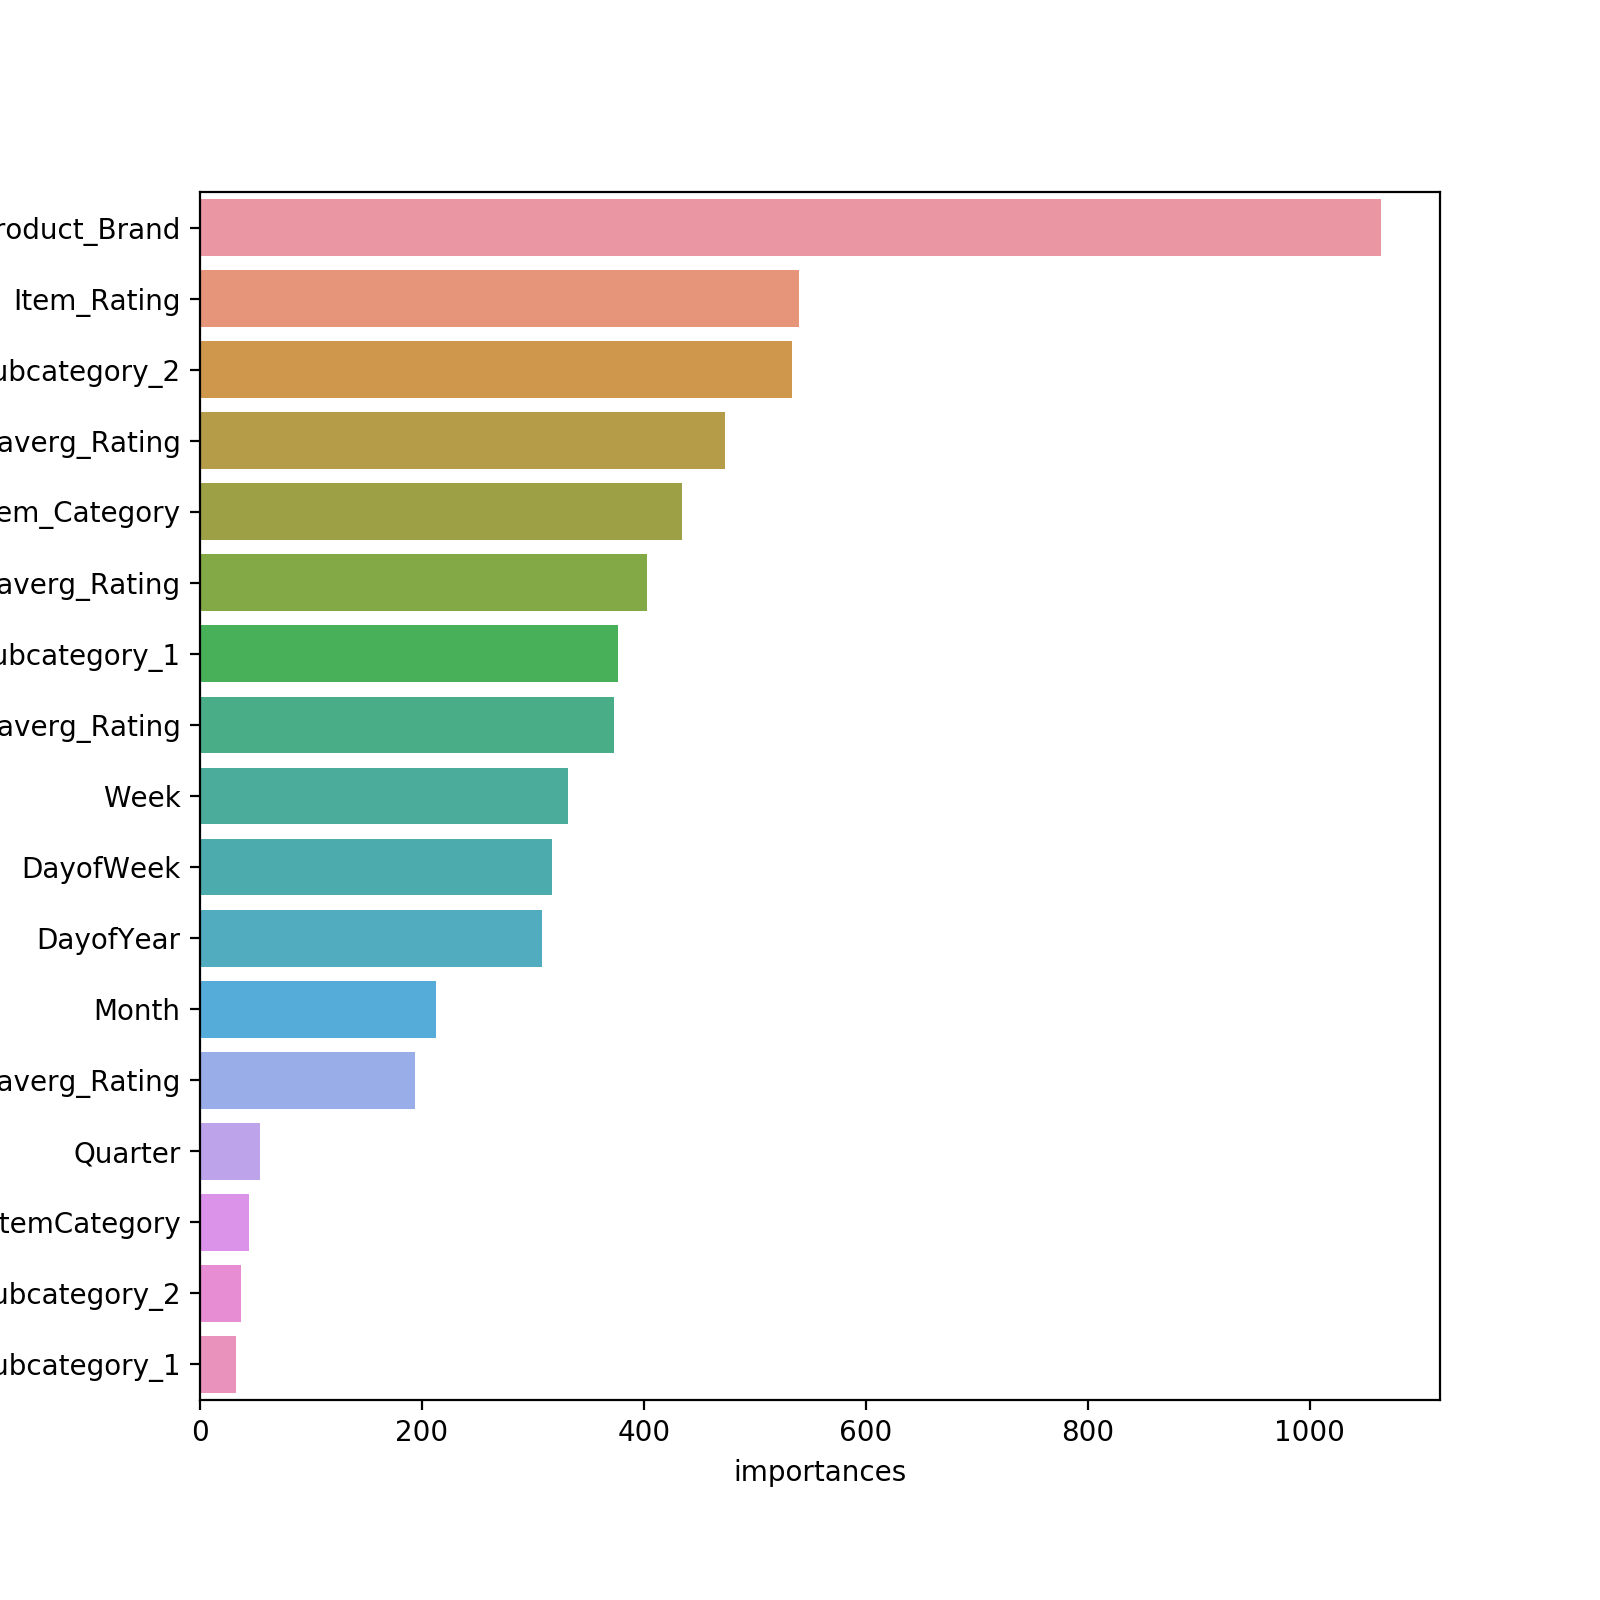 roduct_Brand
Item_Rating
ubcategory_2
averg_Rating
em_Category
averg_Rating
ubcategory_1
averg_Rating
Week
DayofWeek
DayofYear
Month
averg_Rating
Quarter
temCategory
ubcategory_2
ubcategory_1
0 200 400 600 800 1000
importances